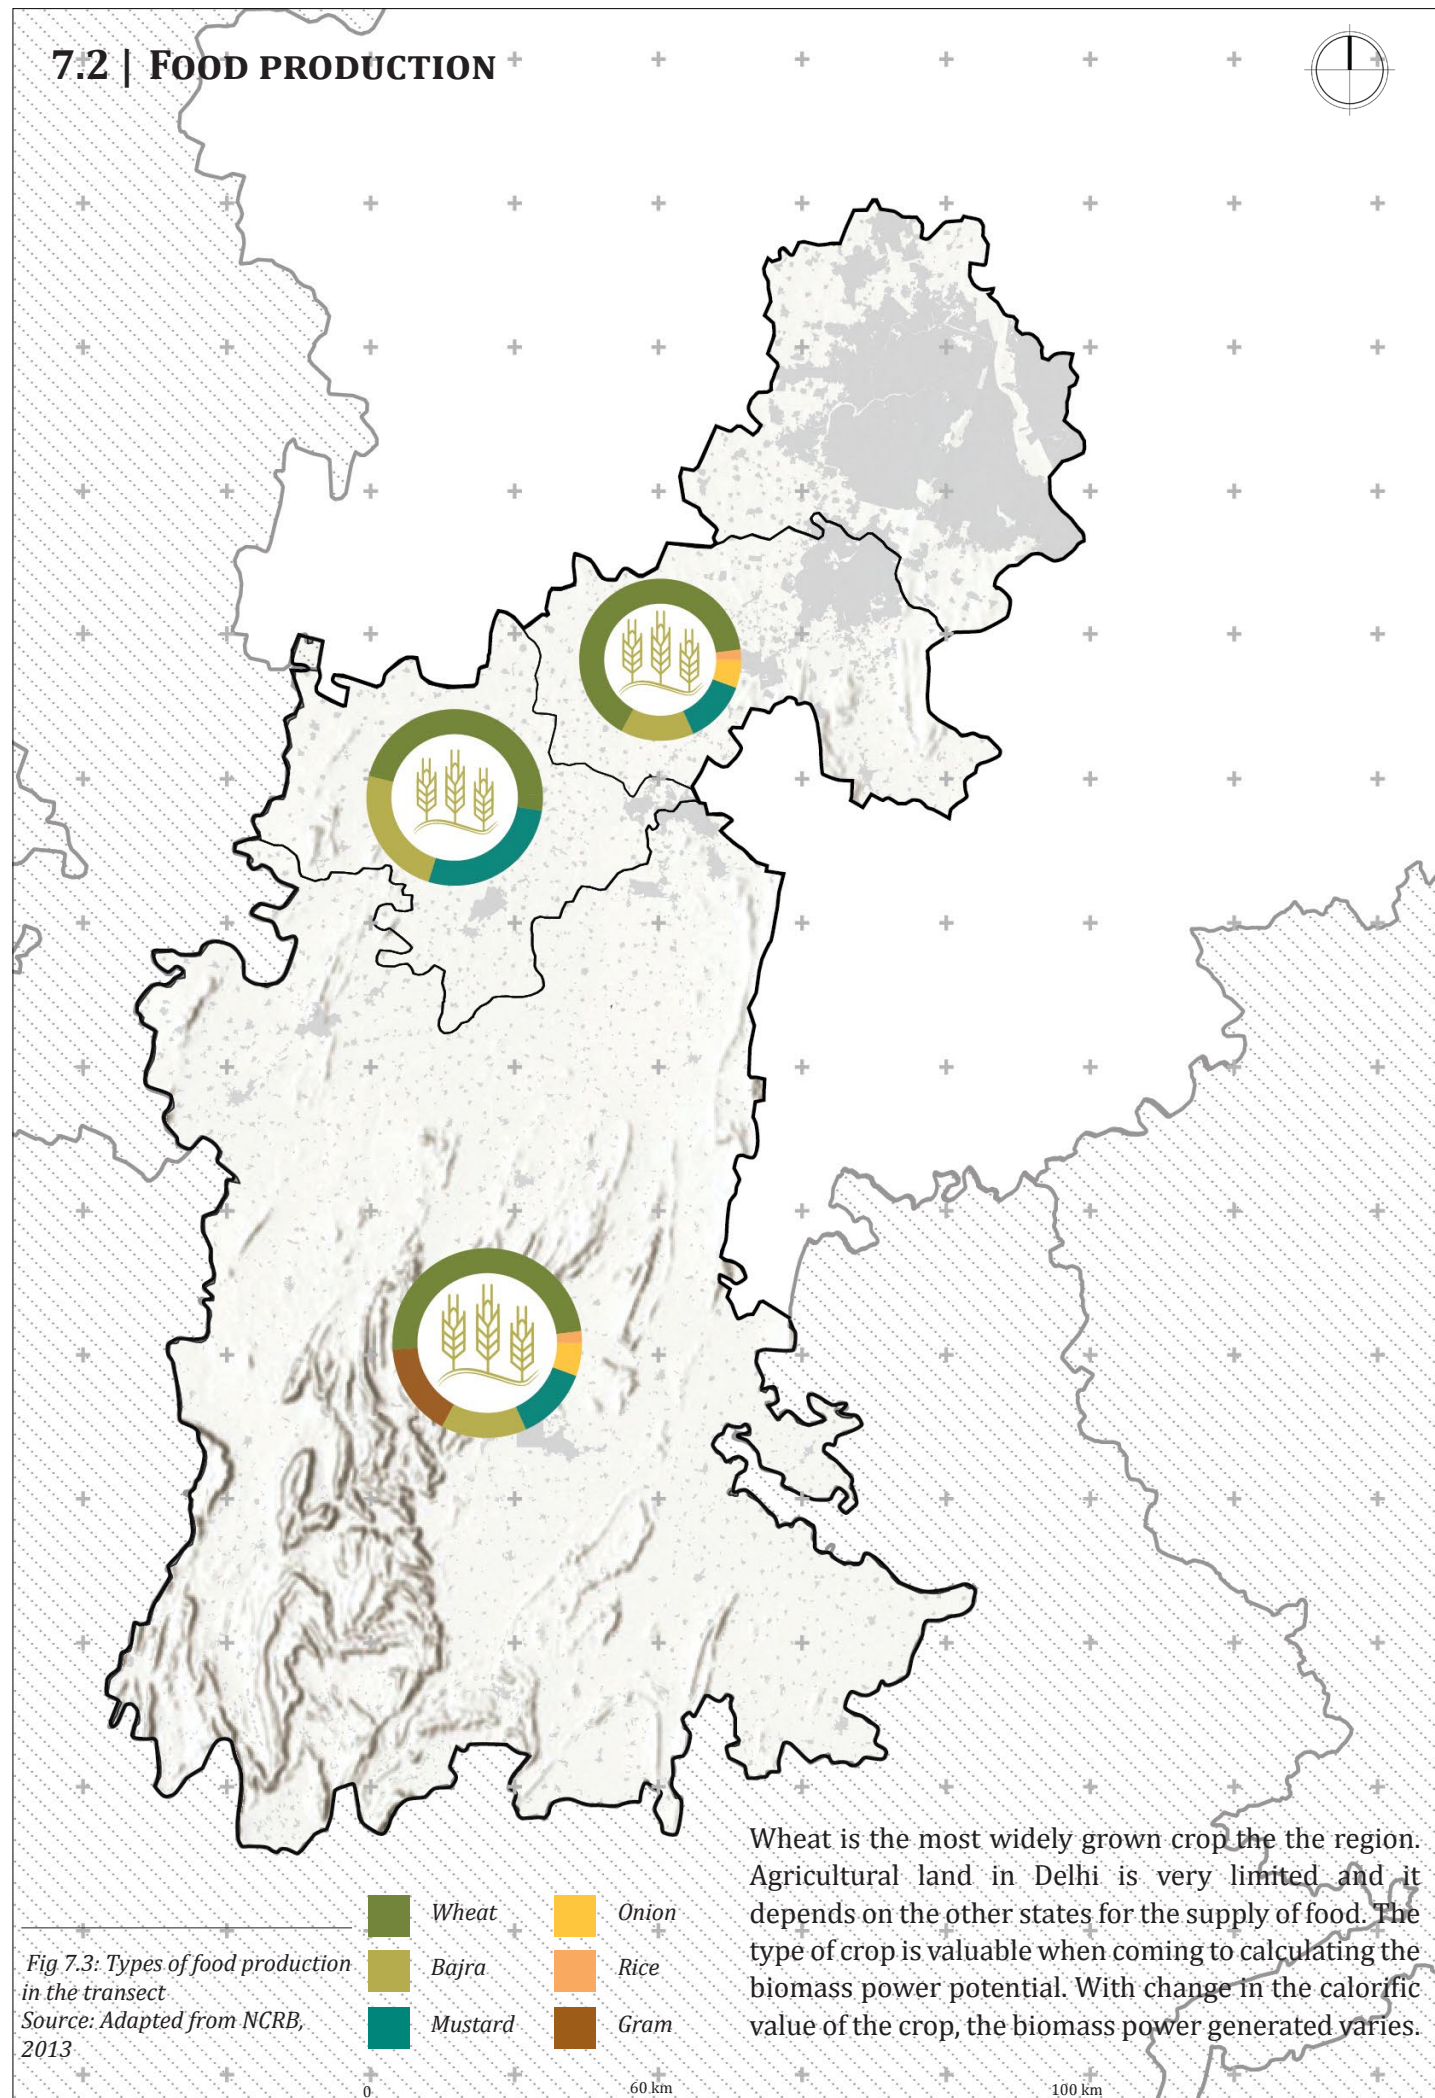 7.2 | FOOD PRODUCTION
Wheat is the most widely grown crop the the region.
Agricultural land in Delhi is very limited and it
depends on the other states for the supply of food. The
type of crop is valuable when coming to calculating the
biomass power potential. With change in the calorific
value of the crop, the biomass power generated varies.
Wheat
Bajra
Mustard
Onion
Rice
Gram
Fig 7.3: Types of food production
in the transect
Source: Adapted from NCRB,
2013
0
60 km
100 km